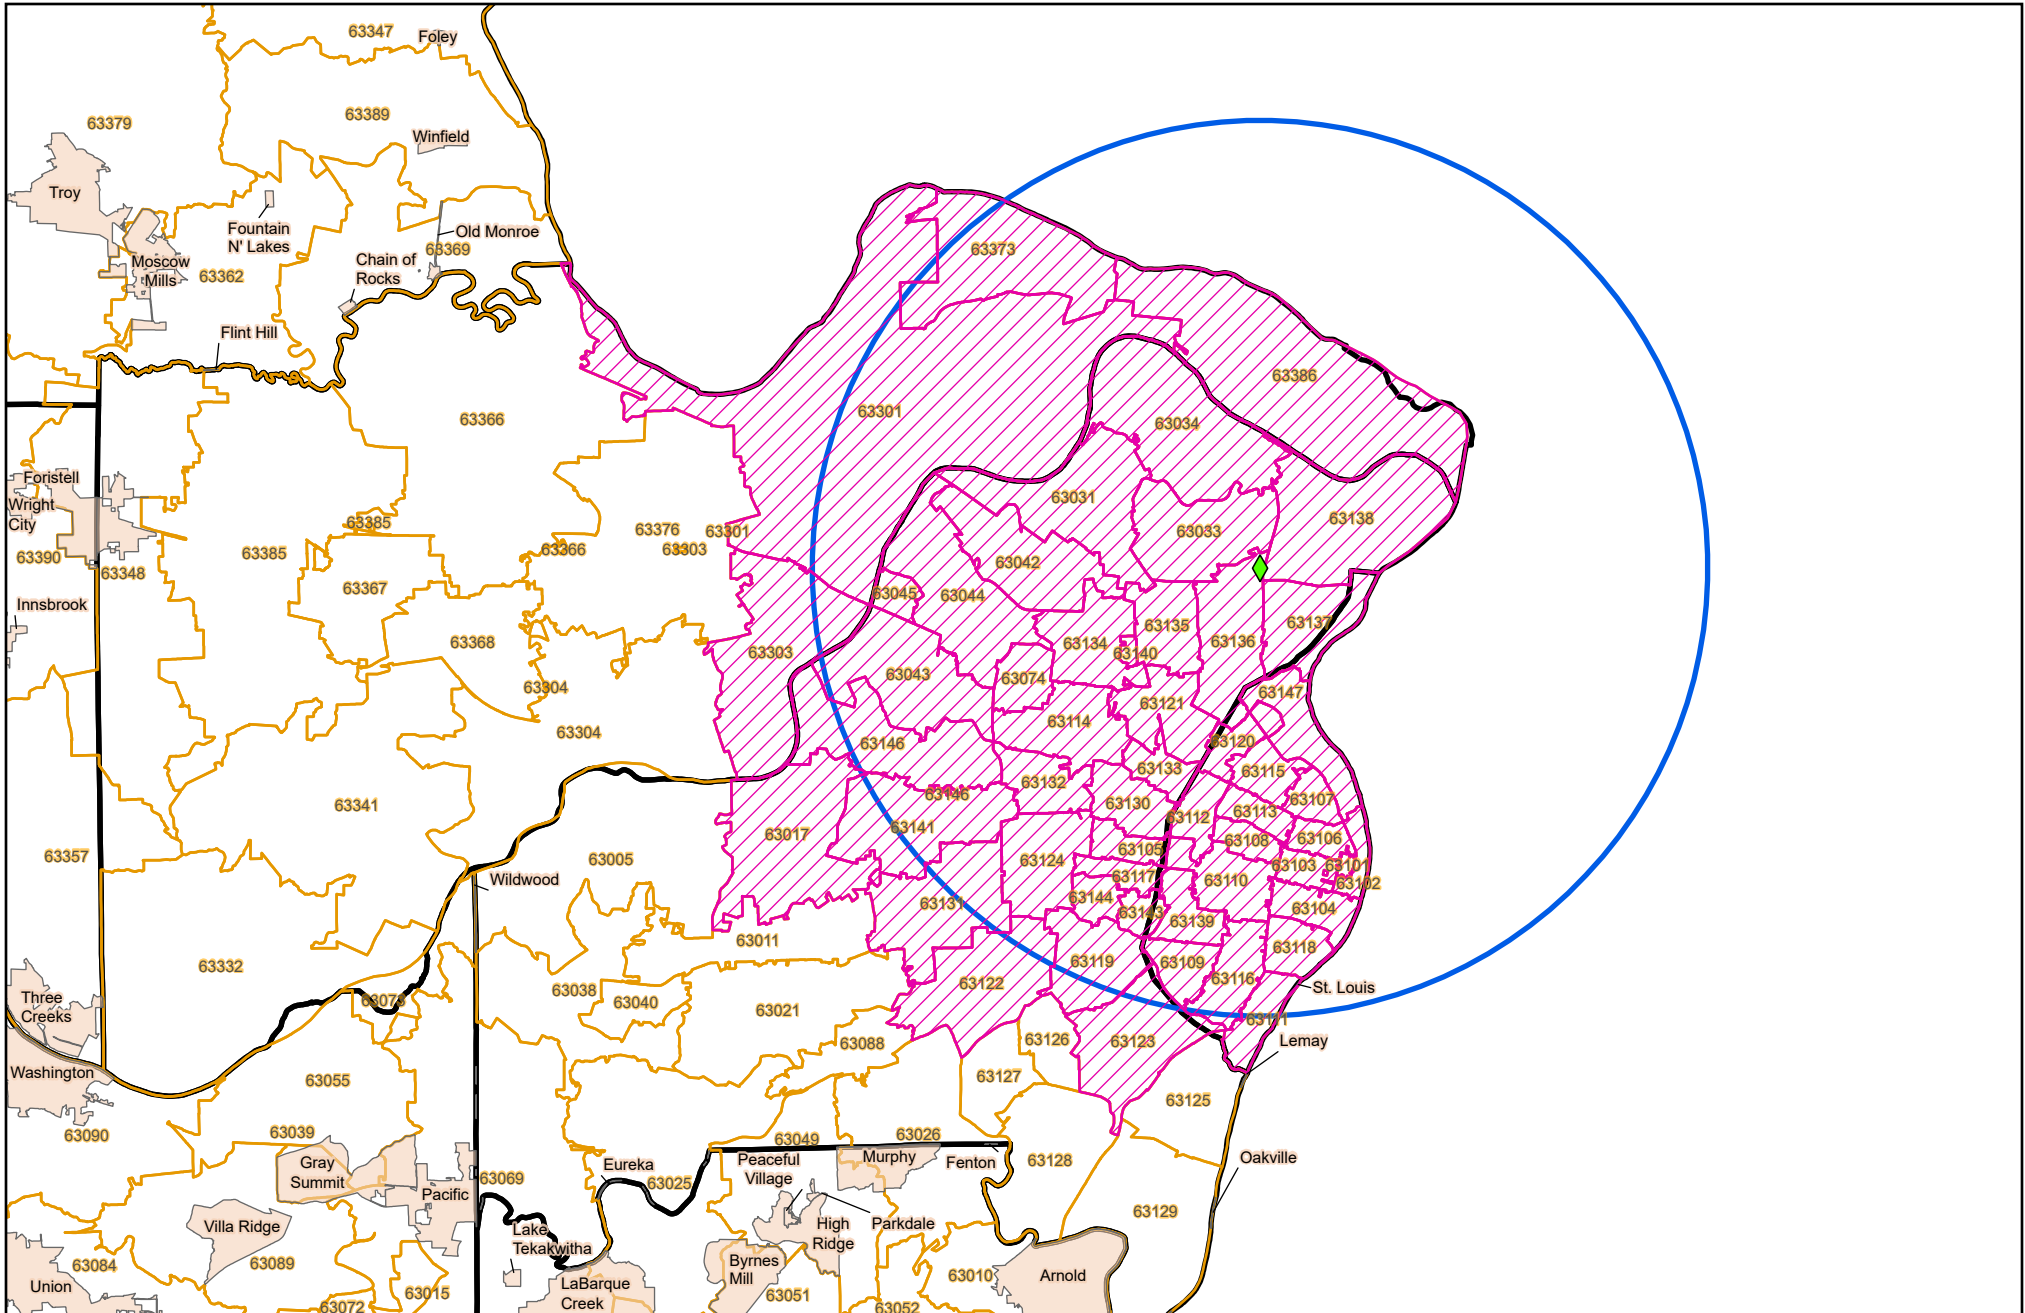 63347
Foley
63379
63389
Winfield
Troy
Fountain
N' Lakes
Old Monroe
63369
Chain of
Rocks
Moscow
Mills
63362
63373
Flint Hill
63386
63366
63301
63034
Foristell
Wright
City
63031
63385
63385
63376
63301
63303
63366
63033
63138
63390
63348
63367
63042
63045
63044
Innsbrook
63368
63303
63134
63135
63140
63136
63137
63304
63304
63043
63074
63121
63147
63114
63146
63120
63133
63115
63132
63146
63341
63017
63141
63130
63112
63113
63107
63357
63005
63124
63105
63108
63106
63103
63101
63102
63117
63110
Wildwood
63131
63144
63143
63139
63104
63011
63118
63332
63119
63109
63116
63122
St. Louis
63038
63040
63021
63073
Three
Creeks
63111
63088
63126
63123
Lemay
Washington
63055
63127
63125
63090
63039
63049
63026
Gray
Summit
Pacific
63069
Eureka
63025
Peaceful
Village
Murphy
Fenton
63128
Oakville
63129
Villa Ridge
Lake
Tekakwitha
High
Ridge
Parkdale
63084
63089
Union
63072
63015
LaBarque
Creek
Byrnes
Mill
63051
63052
63010
Arnold